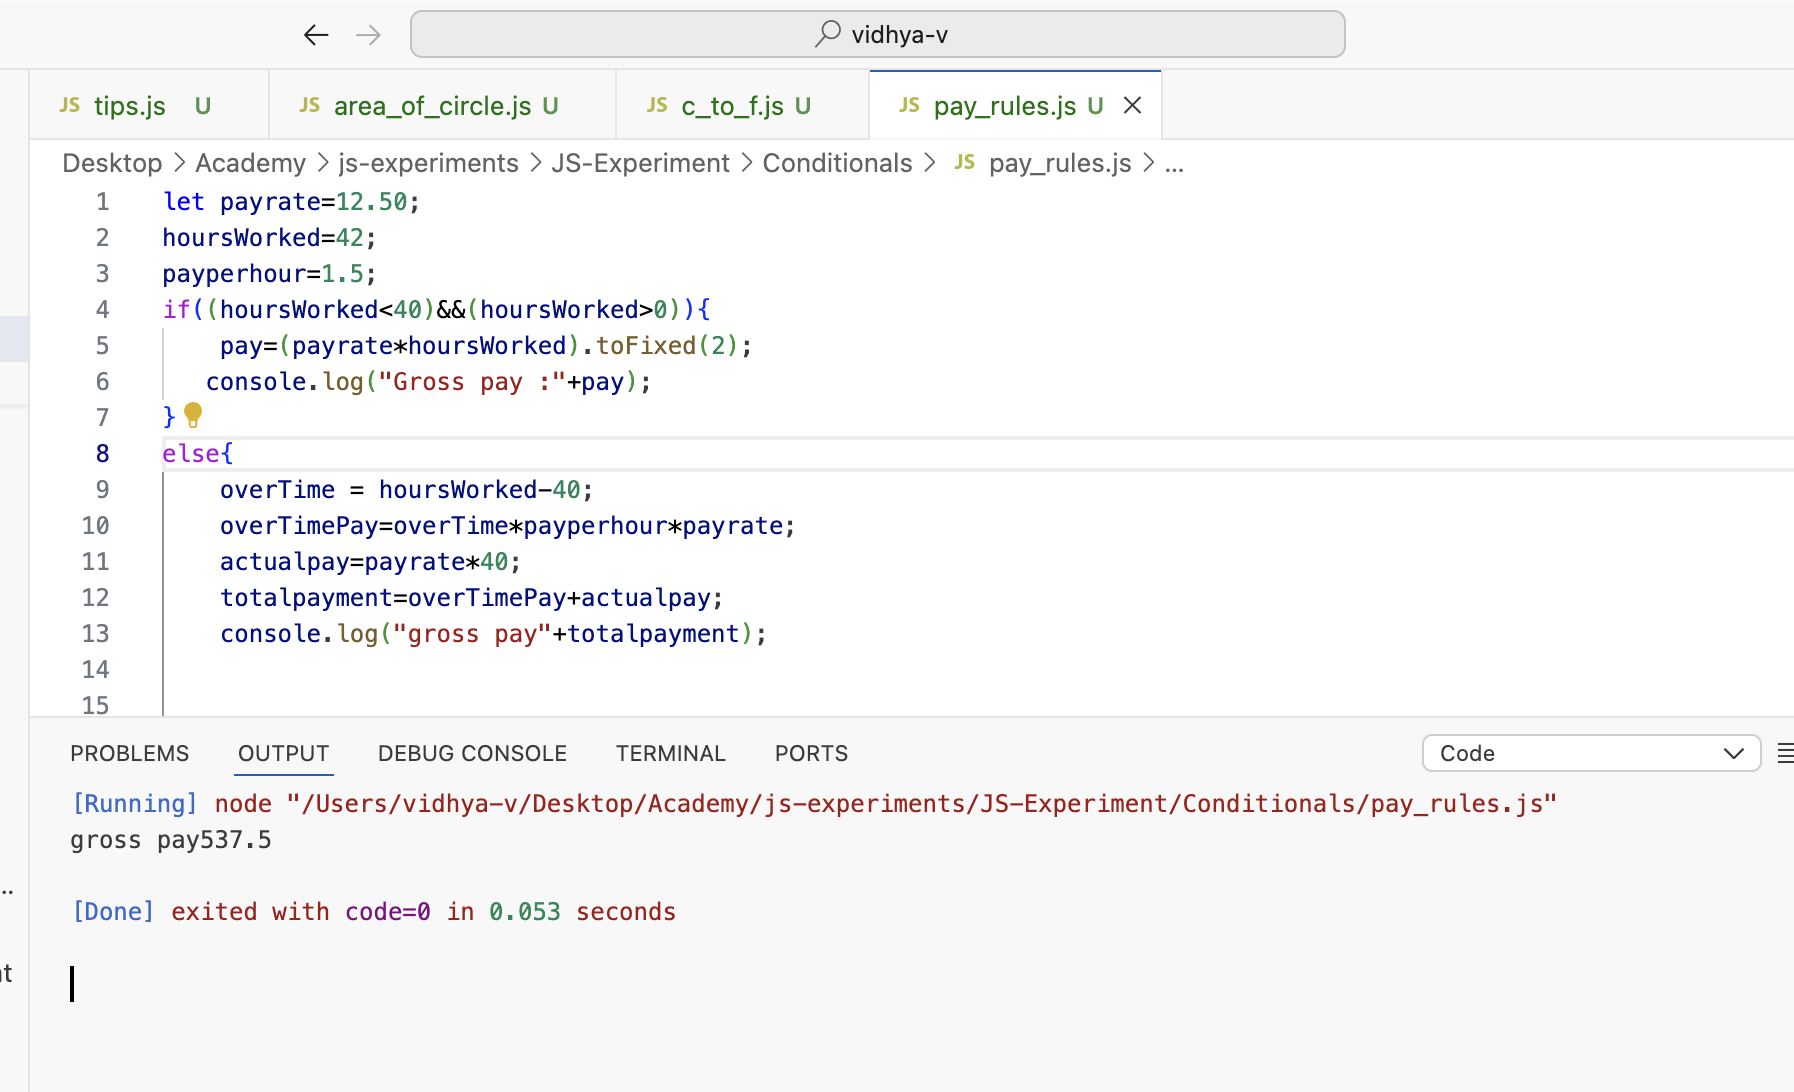 vidhya-v
JS tips.js U JS area_of_circle.js U JS c_to_f.js U JS pay_rules.js U
Desktop > Academy > js-experiments > JS-Experiment > Conditionals > JS pay_rules.js > ...
1 let payrate=12.50;
2 hoursWorked=42;
3 payperhour=1.5;
4 if((hoursWorked<40)&&(hoursWorked>0)){
5 pay=(payrate*hoursWorked).toFixed(2);
6 console.log("Gross pay :"+pay);
7 }
8 else{
9 overTime = hoursWorked-40;
10 overTimePay=overTime*payperhour*payrate;
11 actualpay=payrate*40;
12 totalpayment=overTimePay+actualpay;
13 console.log("gross pay"+totalpayment);
14
15
PROBLEMS OUTPUT DEBUG CONSOLE TERMINAL PORTS Code
[Running] node "/Users/vidhya-v/Desktop/Academy/js-experiments/JS-Experiment/Conditionals/pay_rules.js"
gross pay537.5
[Done] exited with code=0 in 0.053 seconds